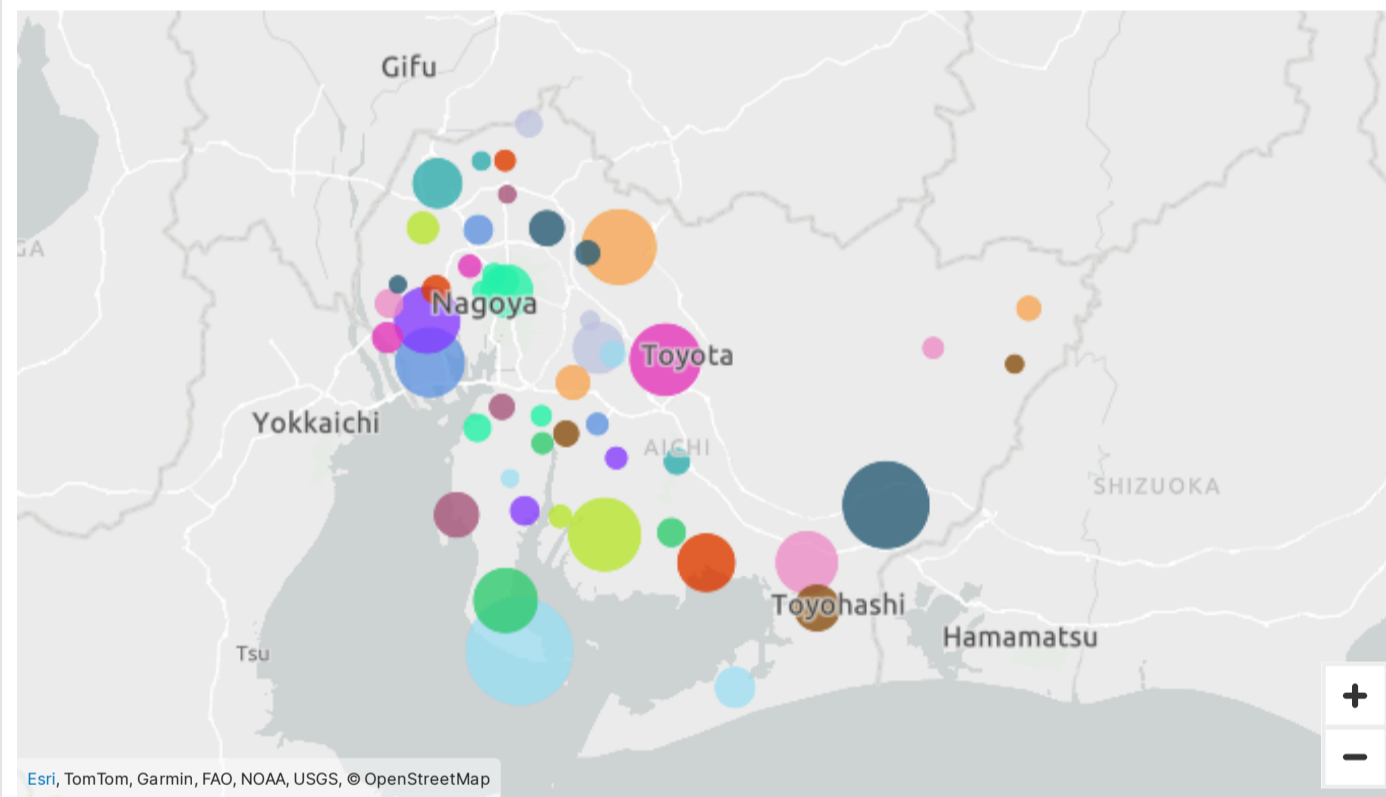 Gifu
GA
Nagoya
Toyota
Yokkaichi
AICHI
SHIZUOKA
Toyohashi
Hamamatsu
Tsu
+
−
Esri, TomTom, Garmin, FAO, NOAA, USGS, © OpenStreetMap